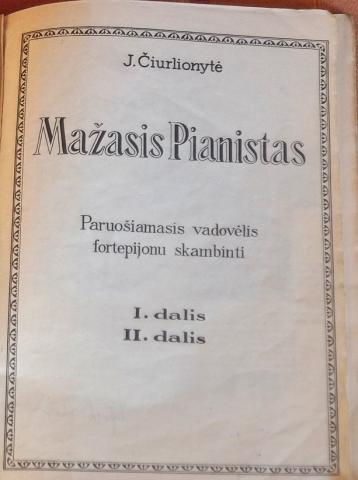 J. Čiurlionytė
Mažasis Pianistas
Paruošiamasis vadovėlis
fortepijonu skambinti
I. dalis
II. dalis